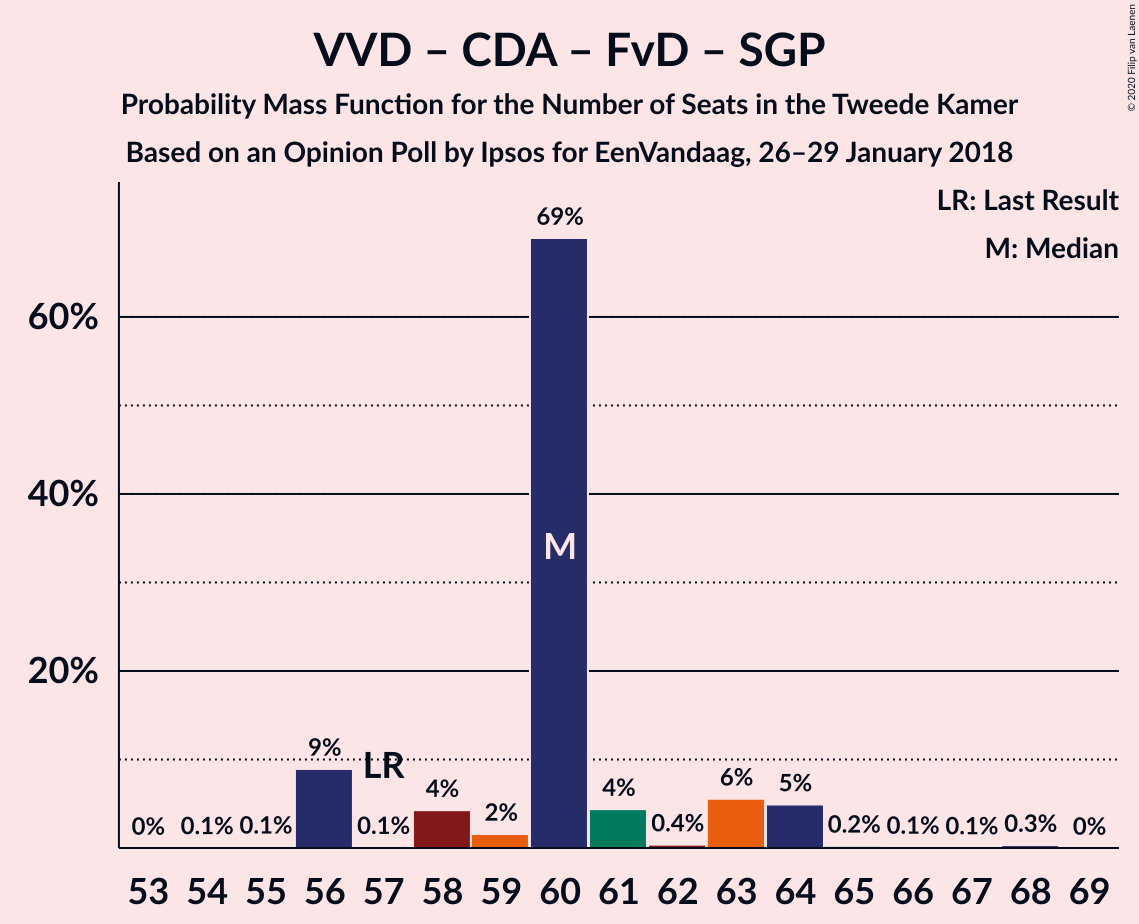 VVD – CDA – FvD – SGP
Probability Mass Function for the Number of Seats in the Tweede Kamer
Based on an Opinion Poll by Ipsos for EenVandaag, 26–29 January 2018
© 2020 Filip van Laenen
LR: Last Result
M: Median
60%
40%
20%
0% 0.1% 0.1% 9% 0.1% 4% 2% 69% 4% 0.4% 6% 5% 0.2% 0.1% 0.1% 0.3% 0%
LR
M
53 54 55 56 57 58 59 60 61 62 63 64 65 66 67 68 69